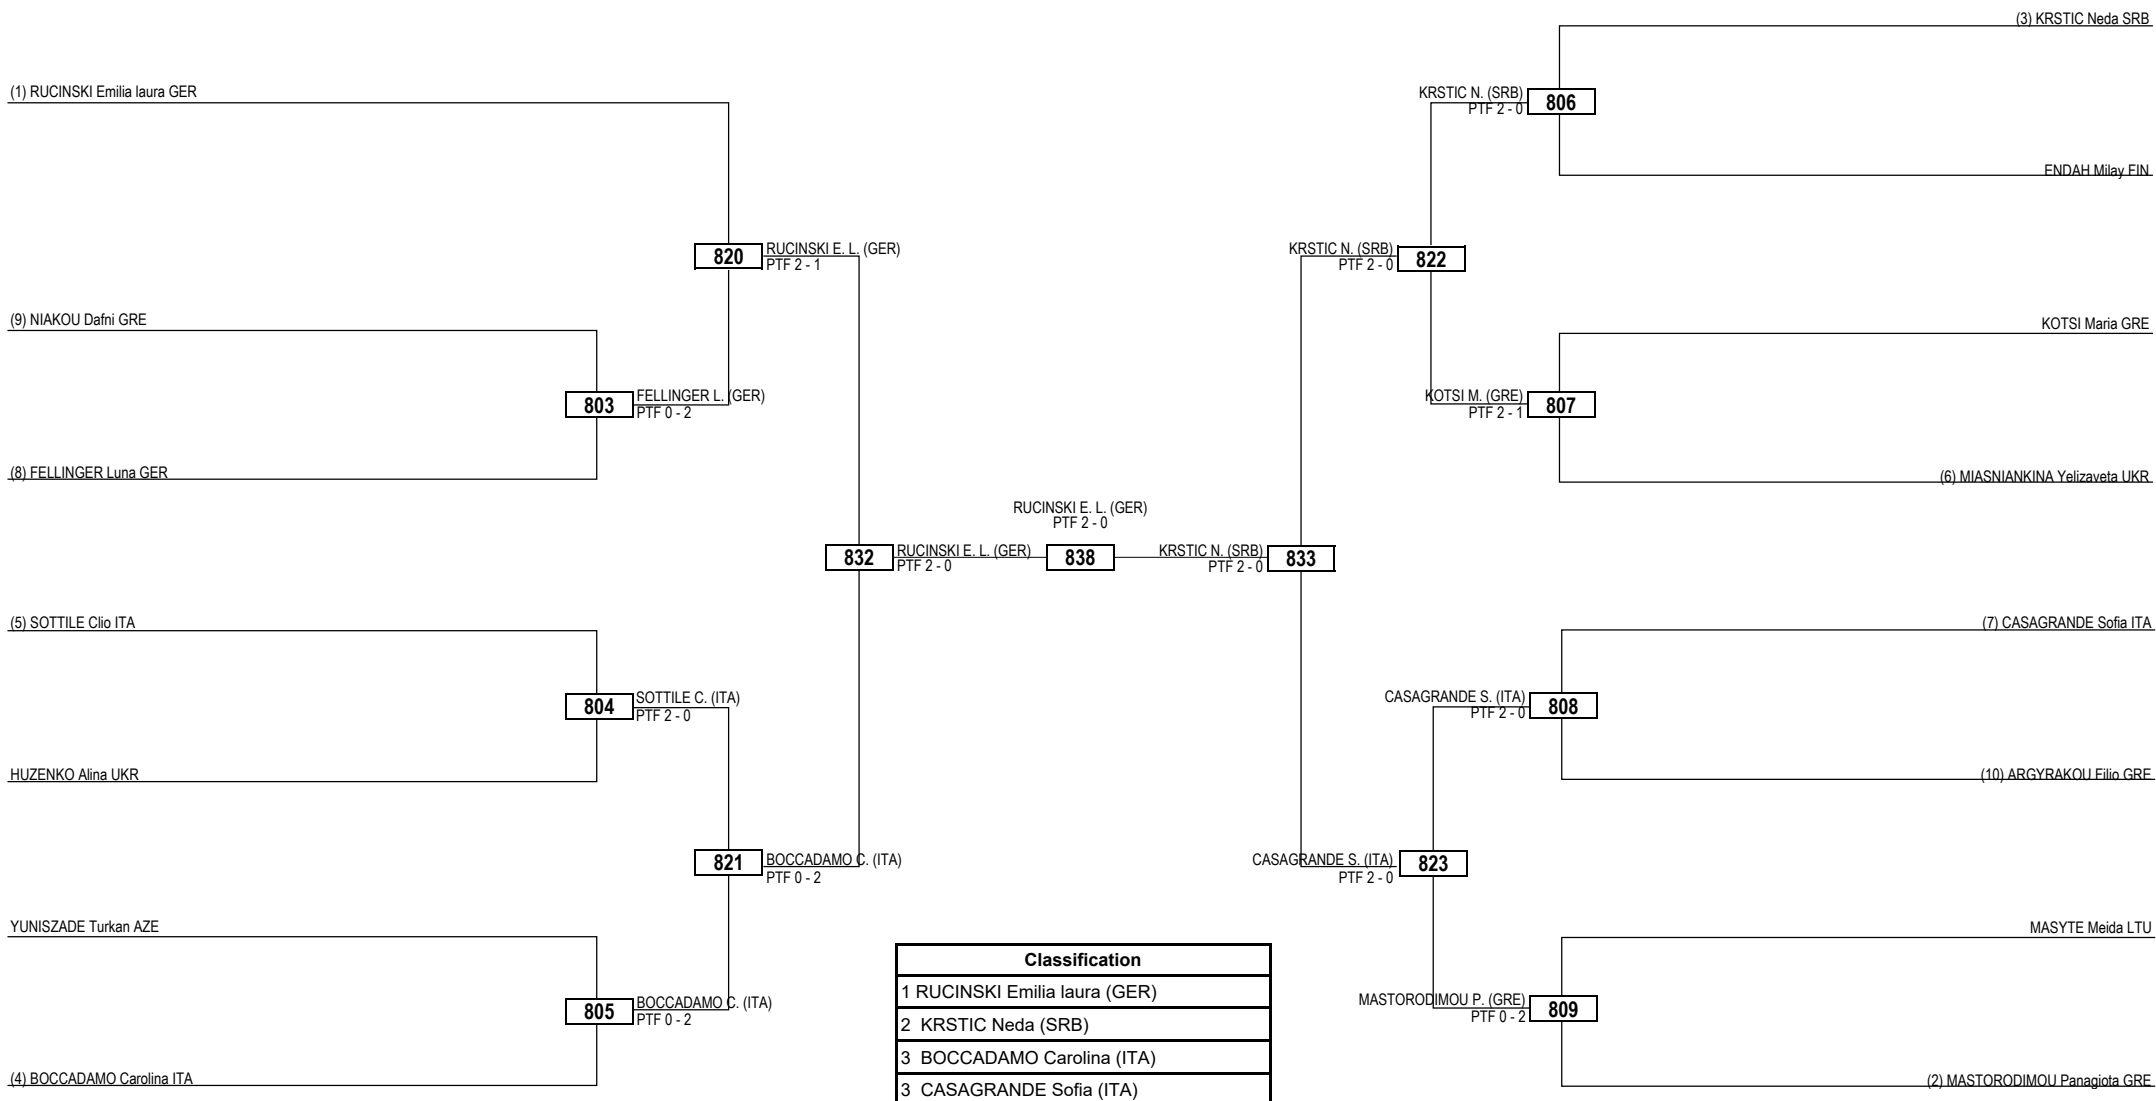 (3) KRSTIC Neda SRB
(1) RUCINSKI Emilia laura GER
KRSTIC N. (SRB)
PTF 2 - 0
806
ENDAH Milay FIN
820
RUCINSKI E. L. (GER)
PTF 2 - 1
KRSTIC N. (SRB)
PTF 2 - 0
822
(9) NIAKOU Dafni GRE
KOTSI Maria GRE
803
FELLINGER L. (GER)
PTF 0 - 2
KOTSI M. (GRE)
PTF 2 - 1
807
(8) FELLINGER Luna GER
(6) MIASNIANKINA Yelizaveta UKR
RUCINSKI E. L. (GER)
PTF 2 - 0
832
RUCINSKI E. L. (GER)
PTF 2 - 0
838
KRSTIC N. (SRB)
PTF 2 - 0
833
(5) SOTTILE Clio ITA
(7) CASAGRANDE Sofia ITA
804
SOTTILE C. (ITA)
PTF 2 - 0
CASAGRANDE S. (ITA)
PTF 2 - 0
808
HUZENKO Alina UKR
(10) ARGYRAKOU Filio GRE
821
BOCCADAMO C. (ITA)
PTF 0 - 2
CASAGRANDE S. (ITA)
PTF 2 - 0
823
YUNISZADE Turkan AZE
MASYTE Meida LTU
805
BOCCADAMO C. (ITA)
PTF 0 - 2
MASTORODIMOU P. (GRE)
PTF 0 - 2
809
(4) BOCCADAMO Carolina ITA
(2) MASTORODIMOU Panagiota GRE
Classification
1 RUCINSKI Emilia laura (GER)
2 KRSTIC Neda (SRB)
3 BOCCADAMO Carolina (ITA)
3 CASAGRANDE Sofia (ITA)